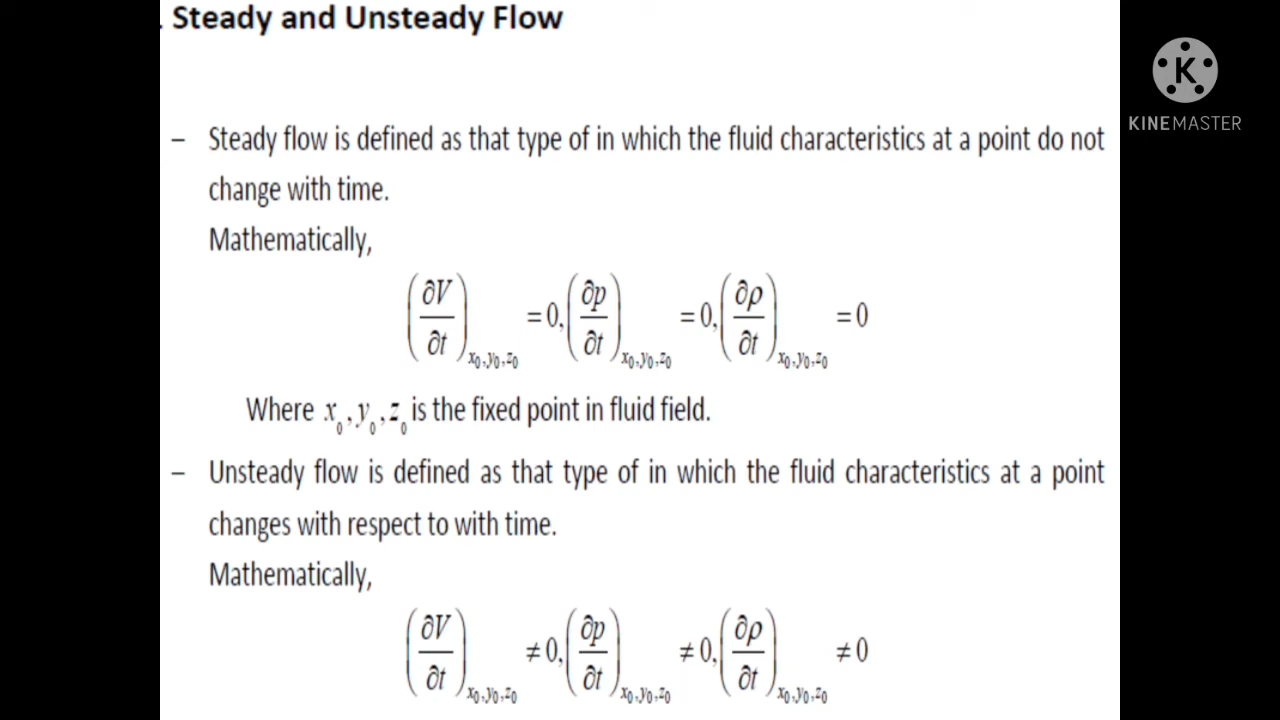 . Steady and Unsteady Flow
K
KINEMASTER
– Steady flow is defined as that type of in which the fluid characteristics at a point do not
change with time.
Mathematically,
(∂V/∂t)x₀,y₀,z₀ = 0, (∂p/∂t)x₀,y₀,z₀ = 0, (∂ρ/∂t)x₀,y₀,z₀ = 0
Where x₀, y₀, z₀ is the fixed point in fluid field.
– Unsteady flow is defined as that type of in which the fluid characteristics at a point
changes with respect to with time.
Mathematically,
(∂V/∂t)x₀,y₀,z₀ ≠ 0, (∂p/∂t)x₀,y₀,z₀ ≠ 0, (∂ρ/∂t)x₀,y₀,z₀ ≠ 0